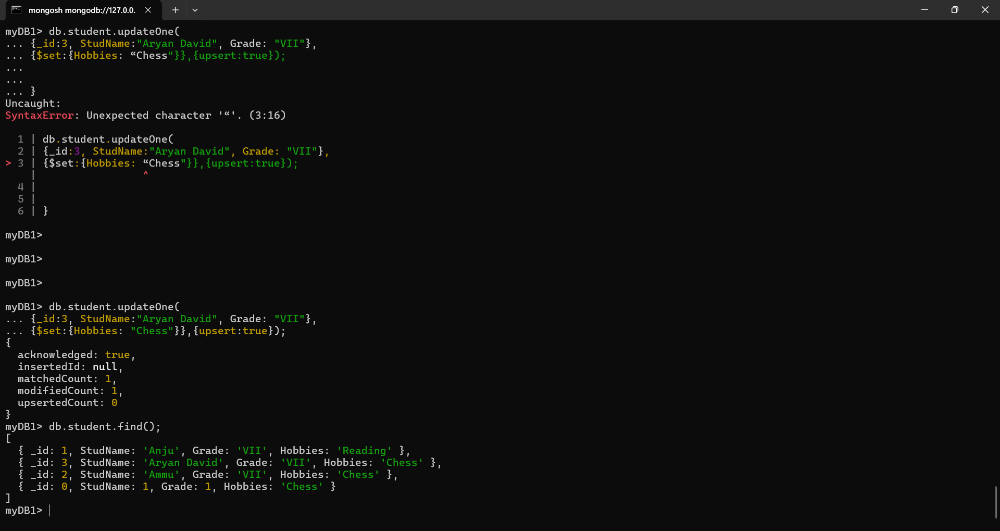 mongosh mongodb://127.0.0.
myDB1> db.student.updateOne(
... {_id:3, StudName:"Aryan David", Grade: "VII"},
... {$set:{Hobbies: “Chess"}},{upsert:true});
...
...
... }
Uncaught:
SyntaxError: Unexpected character '“'. (3:16)
1 | db.student.updateOne(
2 | {_id:3, StudName:"Aryan David", Grade: "VII"},
> 3 | {$set:{Hobbies: “Chess"}},{upsert:true});
| ^
4 |
5 |
6 | }
myDB1>
myDB1>
myDB1>
myDB1> db.student.updateOne(
... {_id:3, StudName:"Aryan David", Grade: "VII"},
... {$set:{Hobbies: "Chess"}},{upsert:true});
{
acknowledged: true,
insertedId: null,
matchedCount: 1,
modifiedCount: 1,
upsertedCount: 0
}
myDB1> db.student.find();
[
{ _id: 1, StudName: 'Anju', Grade: 'VII', Hobbies: 'Reading' },
{ _id: 3, StudName: 'Aryan David', Grade: 'VII', Hobbies: 'Chess' },
{ _id: 2, StudName: 'Ammu', Grade: 'VII', Hobbies: 'Chess' },
{ _id: 0, StudName: 1, Grade: 1, Hobbies: 'Chess' }
]
myDB1>